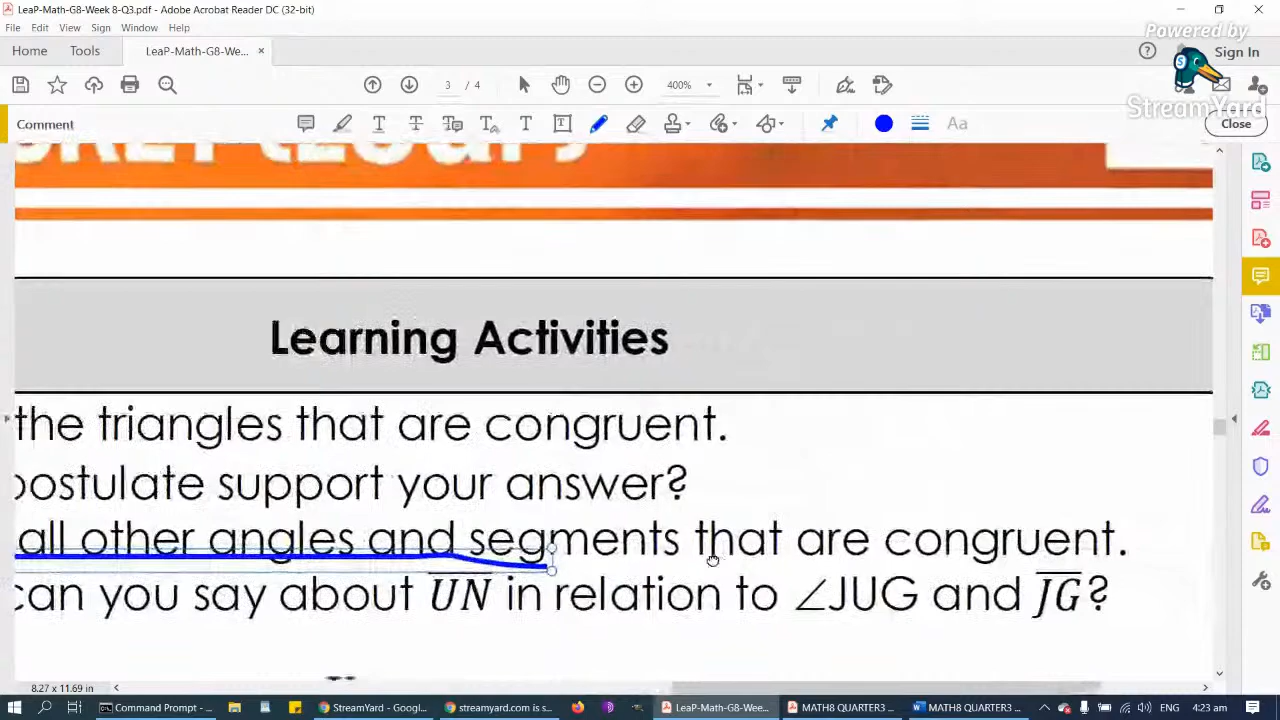 LeaP-Math-G8-Week 8-Q3.pdf - Adobe Acrobat Reader DC (32-bit)
File Edit View Sign Window Help
Powered by
StreamYard
Home Tools LeaP-Math-G8-We... Sign In
3 / 4 400%
Comment Close
Learning Activities
the triangles that are congruent.
postulate support your answer?
all other angles and segments that are congruent.
can you say about UN in relation to ∠JUG and JG?
8.27 x 11.69 in
Command Prompt - ... StreamYard - Googl... streamyard.com is s... LeaP-Math-G8-We... MATH8 QUARTER3 ... MATH8 QUARTER3 ... ENG 4:23 am